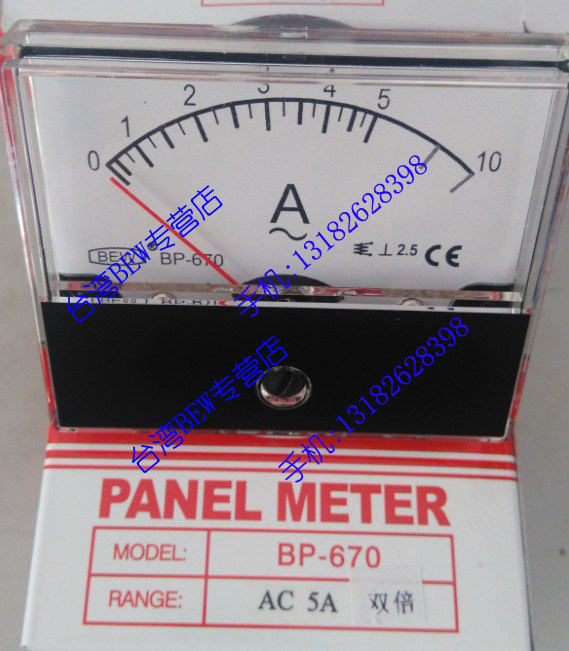 0 1 2 3 4 5 10
A
BEW ® BP-670
⊥ 2.5 CE
台湾BEW专营店
手机:13182628398
台湾BEW专营店
手机:13182628398
PANEL METER
MODEL: BP-670
RANGE: AC 5A 双倍